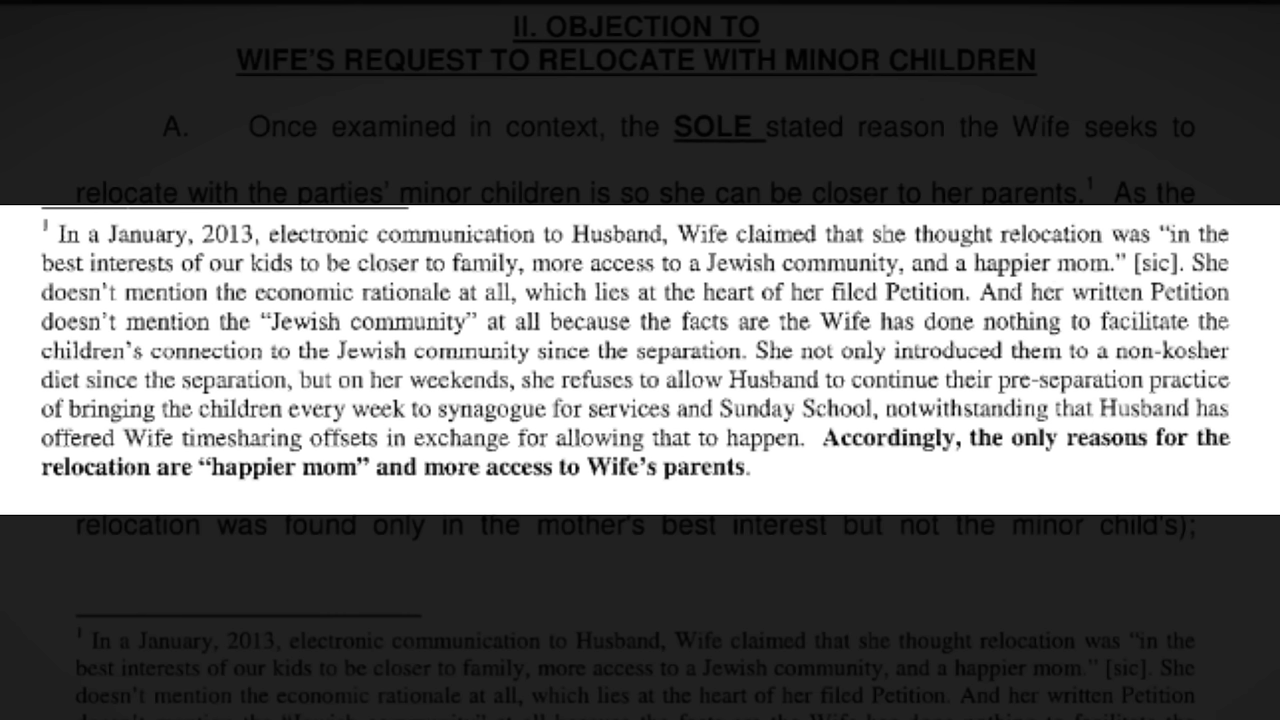 II. OBJECTION TO
WIFE'S REQUEST TO RELOCATE WITH MINOR CHILDREN
A. Once examined in context, the SOLE stated reason the Wife seeks to
relocate with the parties' minor children is so she can be closer to her parents.¹ As the
¹ In a January, 2013, electronic communication to Husband, Wife claimed that she thought relocation was “in the
best interests of our kids to be closer to family, more access to a Jewish community, and a happier mom.” [sic]. She
doesn't mention the economic rationale at all, which lies at the heart of her filed Petition. And her written Petition
doesn't mention the “Jewish community” at all because the facts are the Wife has done nothing to facilitate the
children's connection to the Jewish community since the separation. She not only introduced them to a non-kosher
diet since the separation, but on her weekends, she refuses to allow Husband to continue their pre-separation practice
of bringing the children every week to synagogue for services and Sunday School, notwithstanding that Husband has
offered Wife timesharing offsets in exchange for allowing that to happen. Accordingly, the only reasons for the
relocation are “happier mom” and more access to Wife's parents.
relocation was found only in the mother's best interest but not the minor child's);
¹ In a January, 2013, electronic communication to Husband, Wife claimed that she thought relocation was “in the
best interests of our kids to be closer to family, more access to a Jewish community, and a happier mom.” [sic]. She
doesn't mention the economic rationale at all, which lies at the heart of her filed Petition. And her written Petition